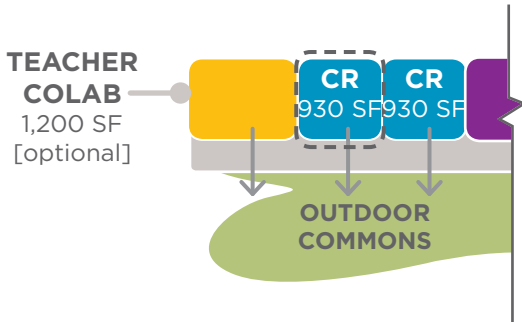 TEACHER
COLAB
1,200 SF
[optional]
CR
930 SF
CR
930 SF
OUTDOOR
COMMONS